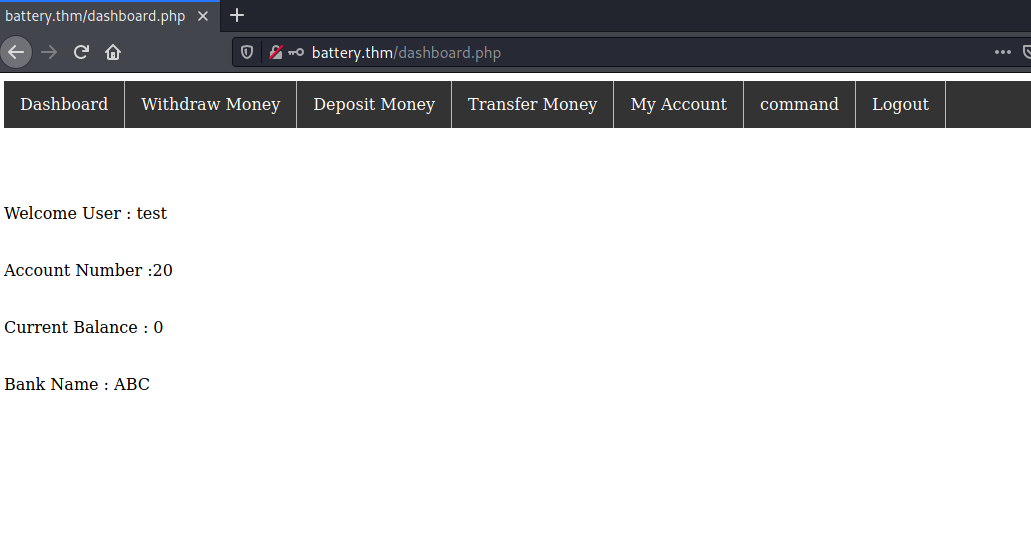 battery.thm/dashboard.php
battery.thm/dashboard.php
Dashboard Withdraw Money Deposit Money Transfer Money My Account command Logout
Welcome User : test
Account Number :20
Current Balance : 0
Bank Name : ABC